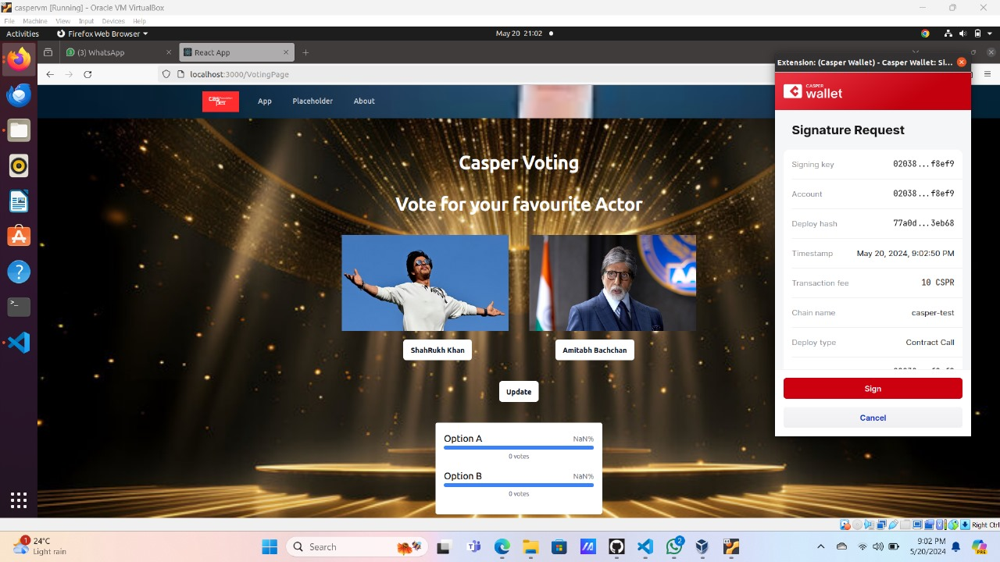 caspervm [Running] - Oracle VM VirtualBox
File Machine View Input Devices Help
Activities Firefox Web Browser May 20 21:02
(3) WhatsApp
React App
localhost:3000/VotingPage
App Placeholder About
Casper Voting
Vote for your favourite Actor
ShahRukh Khan
Amitabh Bachchan
Update
Option A NaN%
0 votes
Option B NaN%
0 votes
Extension: (Casper Wallet) - Casper Wallet: Si...
CASPER
wallet
Signature Request
Signing key 02038...f8ef9
Account 02038...f8ef9
Deploy hash 77a0d...3eb68
Timestamp May 20, 2024, 9:02:50 PM
Transaction fee 10 CSPR
Chain name casper-test
Deploy type Contract Call
Sign
Cancel
Right Ctrl
1
24°C
Light rain
Search
2
9:02 PM
5/20/2024
PRE